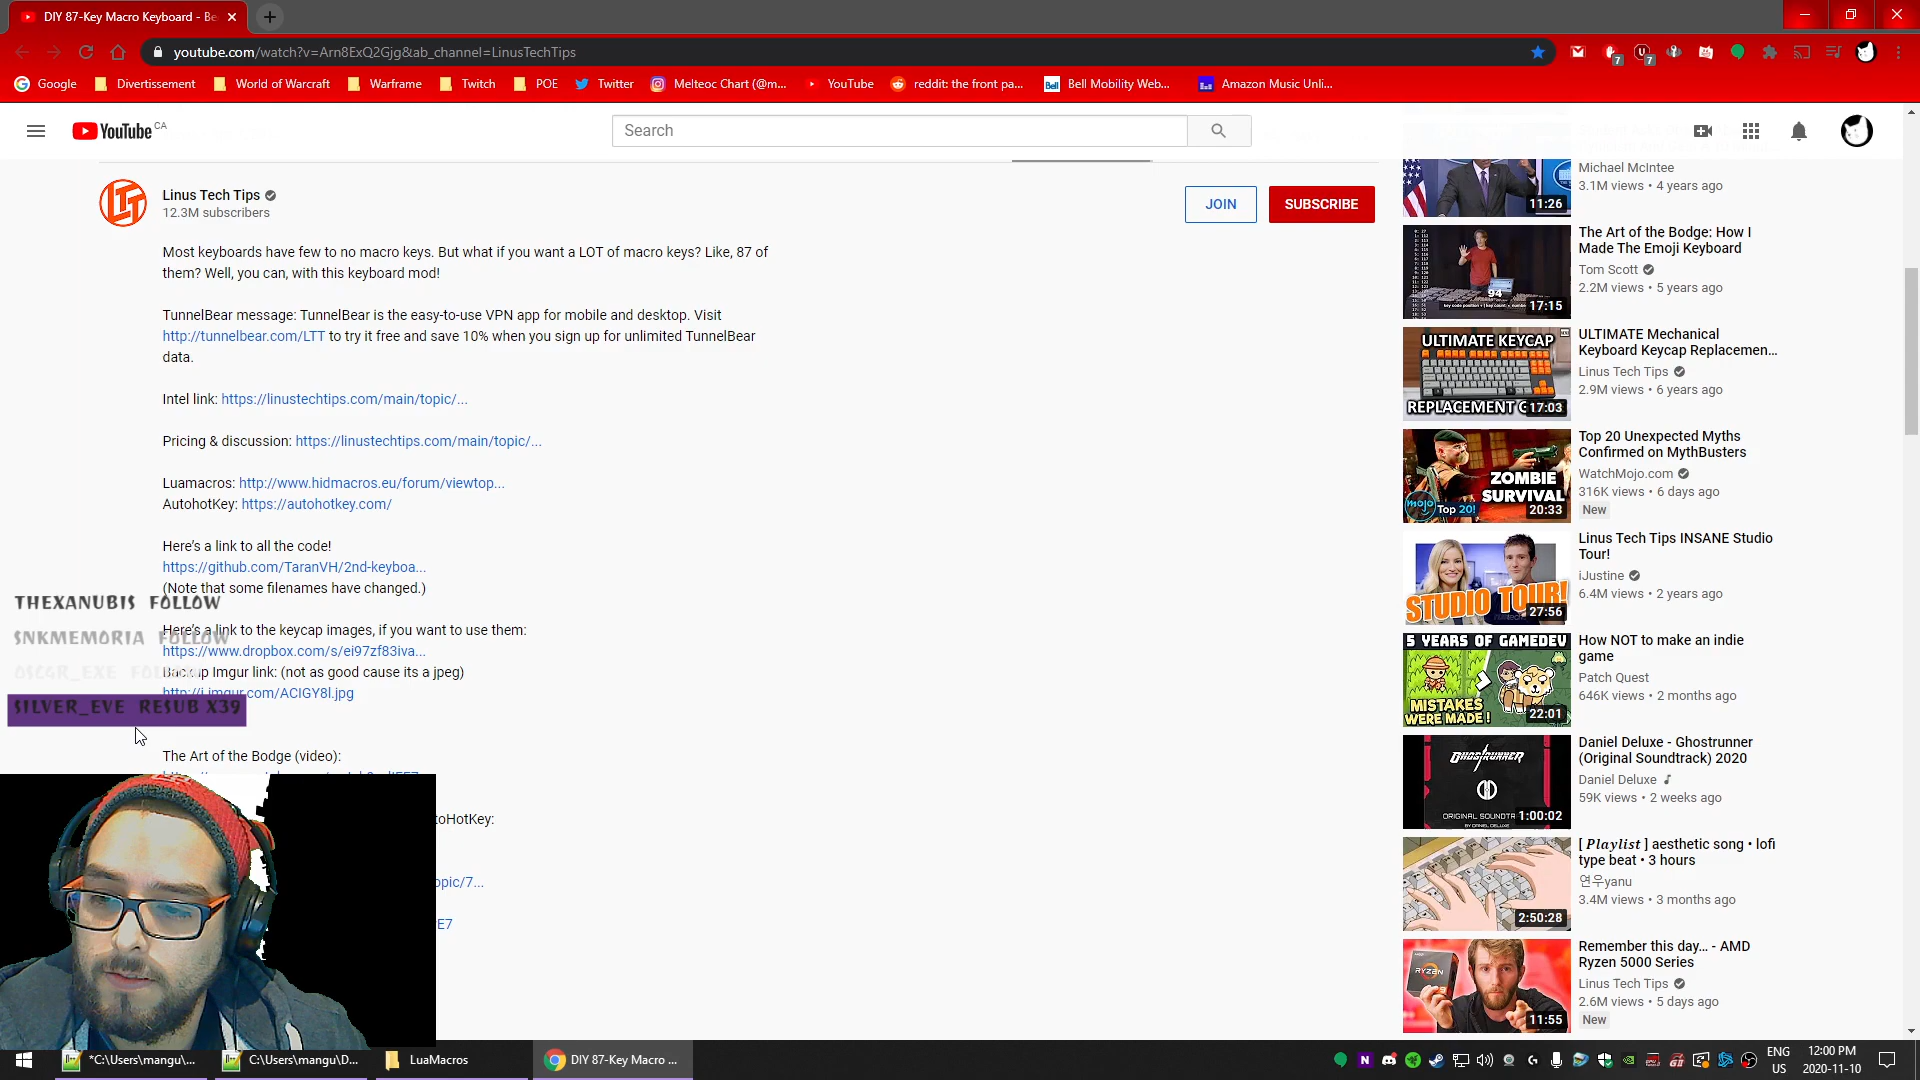 DIY 87-Key Macro Keyboard - Be
youtube.com/watch?v=Arn8ExQ2Gjg&ab_channel=LinusTechTips
7
7
Google
Divertissement
World of Warcraft
Warframe
Twitch
POE
Twitter
Melteoc Chart (@m...
YouTube
reddit: the front pa...
Bell Mobility Web...
Amazon Music Unli...
YouTube CA
Search
Linus Tech Tips
12.3M subscribers
JOIN
SUBSCRIBE
Most keyboards have few to no macro keys. But what if you want a LOT of macro keys? Like, 87 of
them? Well, you can, with this keyboard mod!
TunnelBear message: TunnelBear is the easy-to-use VPN app for mobile and desktop. Visit
http://tunnelbear.com/LTT to try it free and save 10% when you sign up for unlimited TunnelBear
data.
Intel link: https://linustechtips.com/main/topic/...
Pricing & discussion: https://linustechtips.com/main/topic/...
Luamacros: http://www.hidmacros.eu/forum/viewtop...
AutohotKey: https://autohotkey.com/
Here's a link to all the code!
https://github.com/TaranVH/2nd-keyboa...
(Note that some filenames have changed.)
Here's a link to the keycap images, if you want to use them:
https://www.dropbox.com/s/ei97zf83iva...
Backup Imgur link: (not as good cause its a jpeg)
http://i.imgur.com/ACIGY8l.jpg
The Art of the Bodge (video):
toHotKey:
opic/7...
E7
THEXANUBIS FOLLOW
SNKMEMORIA FOLLOW
OSCGR_EXE FOLLOW
SILVER_EVE RESUB X39
Michael McIntee
3.1M views • 4 years ago
11:26
The Art of the Bodge: How I
Made The Emoji Keyboard
Tom Scott
2.2M views • 5 years ago
94
17:15
ULTIMATE Mechanical
Keyboard Keycap Replacemen...
Linus Tech Tips
2.9M views • 6 years ago
ULTIMATE KEYCAP
REPLACEMENT
17:03
Top 20 Unexpected Myths
Confirmed on MythBusters
WatchMojo.com
316K views • 6 days ago
New
ZOMBIE
SURVIVAL
mojo Top 20!
20:33
Linus Tech Tips INSANE Studio
Tour!
iJustine
6.4M views • 2 years ago
STUDIO TOUR!
27:56
How NOT to make an indie
game
Patch Quest
646K views • 2 months ago
5 YEARS OF GAMEDEV
MISTAKES
WERE MADE!
22:01
Daniel Deluxe - Ghostrunner
(Original Soundtrack) 2020
Daniel Deluxe
59K views • 2 weeks ago
GHOSTRUNNER
ORIGINAL SOUNDTRA
BY DANIEL DELUXE
1:00:02
[ Playlist ] aesthetic song • lofi
type beat • 3 hours
연우yanu
3.4M views • 3 months ago
2:50:28
Remember this day... - AMD
Ryzen 5000 Series
Linus Tech Tips
2.6M views • 5 days ago
New
RYZEN
11:55
*C:\Users\mangu\...
C:\Users\mangu\D...
LuaMacros
DIY 87-Key Macro ...
ENG
US
12:00 PM
2020-11-10